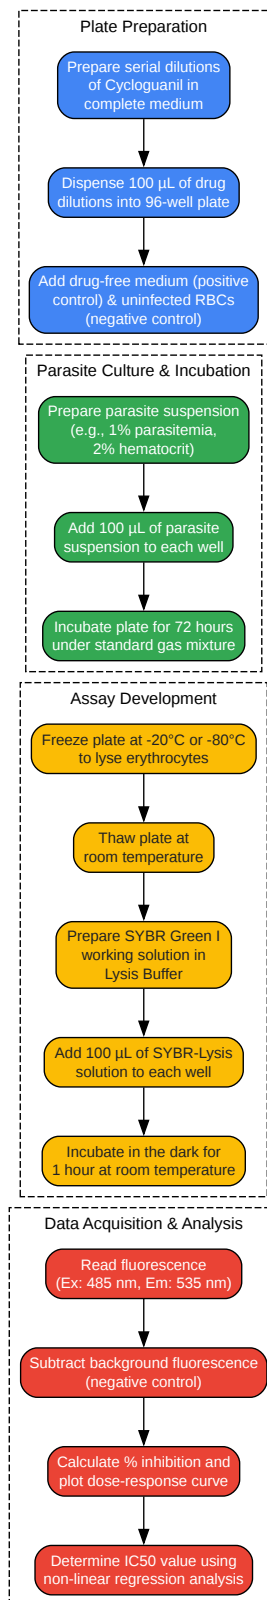 Plate Preparation
Prepare serial dilutions
of Cycloguanil in
complete medium
Dispense 100 µL of drug
dilutions into 96-well plate
Add drug-free medium (positive
control) & uninfected RBCs
(negative control)
Parasite Culture & Incubation
Prepare parasite suspension
(e.g., 1% parasitemia,
2% hematocrit)
Add 100 µL of parasite
suspension to each well
Incubate plate for 72 hours
under standard gas mixture
Assay Development
Freeze plate at -20°C or -80°C
to lyse erythrocytes
Thaw plate at
room temperature
Prepare SYBR Green I
working solution in
Lysis Buffer
Add 100 µL of SYBR-Lysis
solution to each well
Incubate in the dark for
1 hour at room temperature
Data Acquisition & Analysis
Read fluorescence
(Ex: 485 nm, Em: 535 nm)
Subtract background fluorescence
(negative control)
Calculate % inhibition and
plot dose-response curve
Determine IC50 value using
non-linear regression analysis